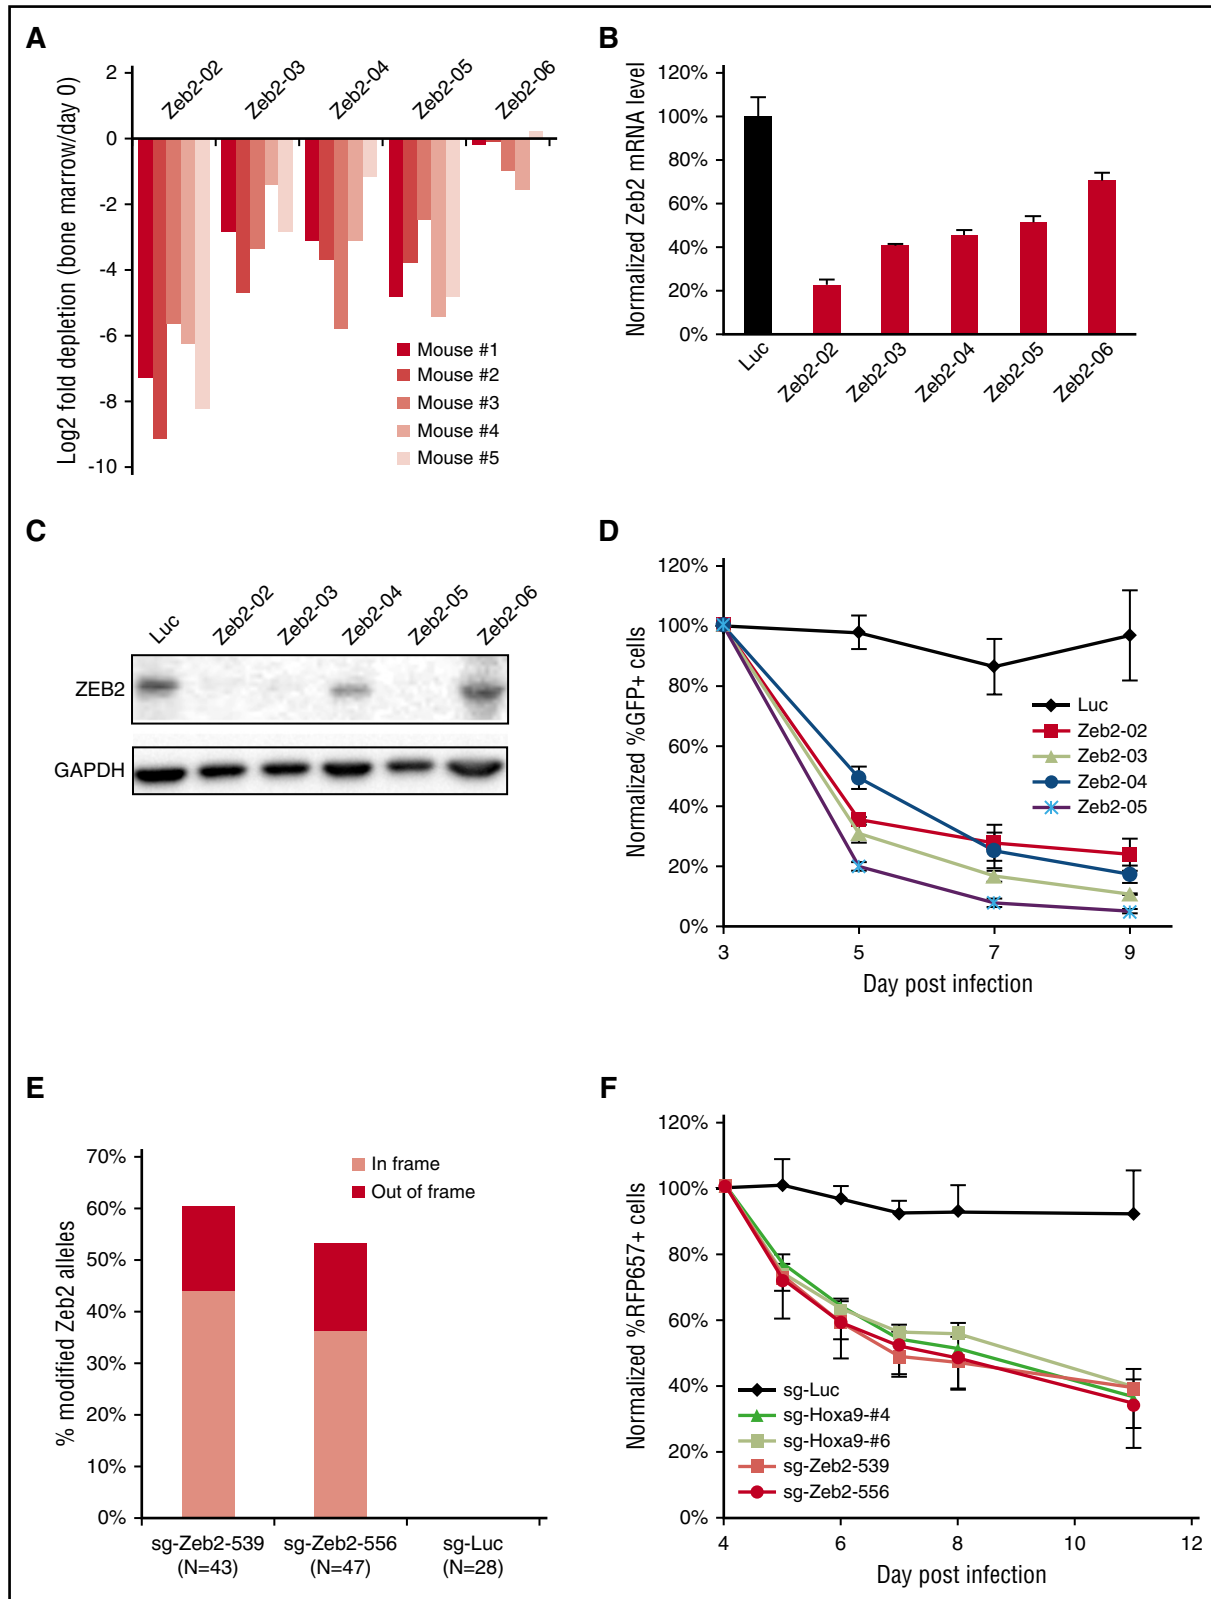 A
Log2 fold depletion (bone marrow/day 0)
2
0
-2
-4
-6
-8
-10
Zeb2-02
Zeb2-03
Zeb2-04
Zeb2-05
Zeb2-06
Mouse #1
Mouse #2
Mouse #3
Mouse #4
Mouse #5
B
Normalized Zeb2 mRNA level
120%
100%
80%
60%
40%
20%
0%
Luc
Zeb2-02
Zeb2-03
Zeb2-04
Zeb2-05
Zeb2-06
C
Luc
Zeb2-02
Zeb2-03
Zeb2-04
Zeb2-05
Zeb2-06
ZEB2
GAPDH
D
Normalized %GFP+ cells
120%
100%
80%
60%
40%
20%
0%
Luc
Zeb2-02
Zeb2-03
Zeb2-04
Zeb2-05
3 5 7 9
Day post infection
E
% modified Zeb2 alleles
70%
60%
50%
40%
30%
20%
10%
0%
In frame
Out of frame
sg-Zeb2-539 sg-Zeb2-556 sg-Luc
(N=43) (N=47) (N=28)
F
Normalized %RFP657+ cells
120%
100%
80%
60%
40%
20%
0%
sg-Luc
sg-Hoxa9-#4
sg-Hoxa9-#6
sg-Zeb2-539
sg-Zeb2-556
4 6 8 10 12
Day post infection